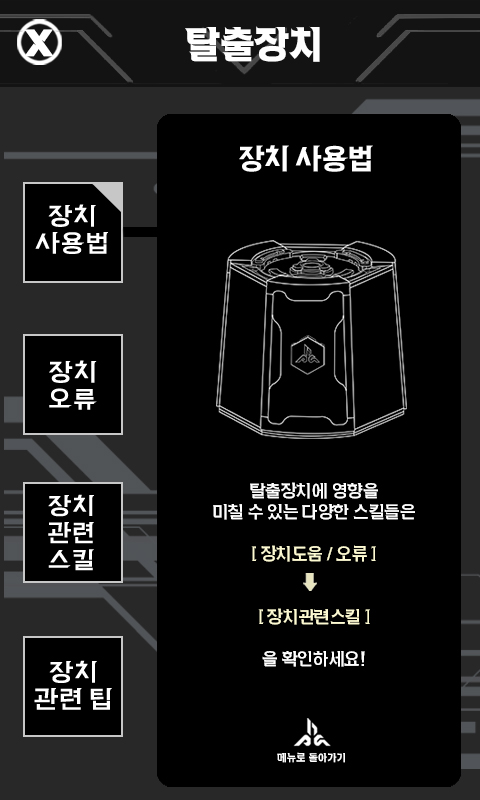 X
탈출장치
장치
사용법
장치
오류
장치
관련
스킬
장치
관련 팁
장치 사용법
탈출장치에 영향을
미칠 수 있는 다양한 스킬들은
[ 장치도움 / 오류 ]
[ 장치관련스킬 ]
을 확인하세요!
메뉴로 돌아가기